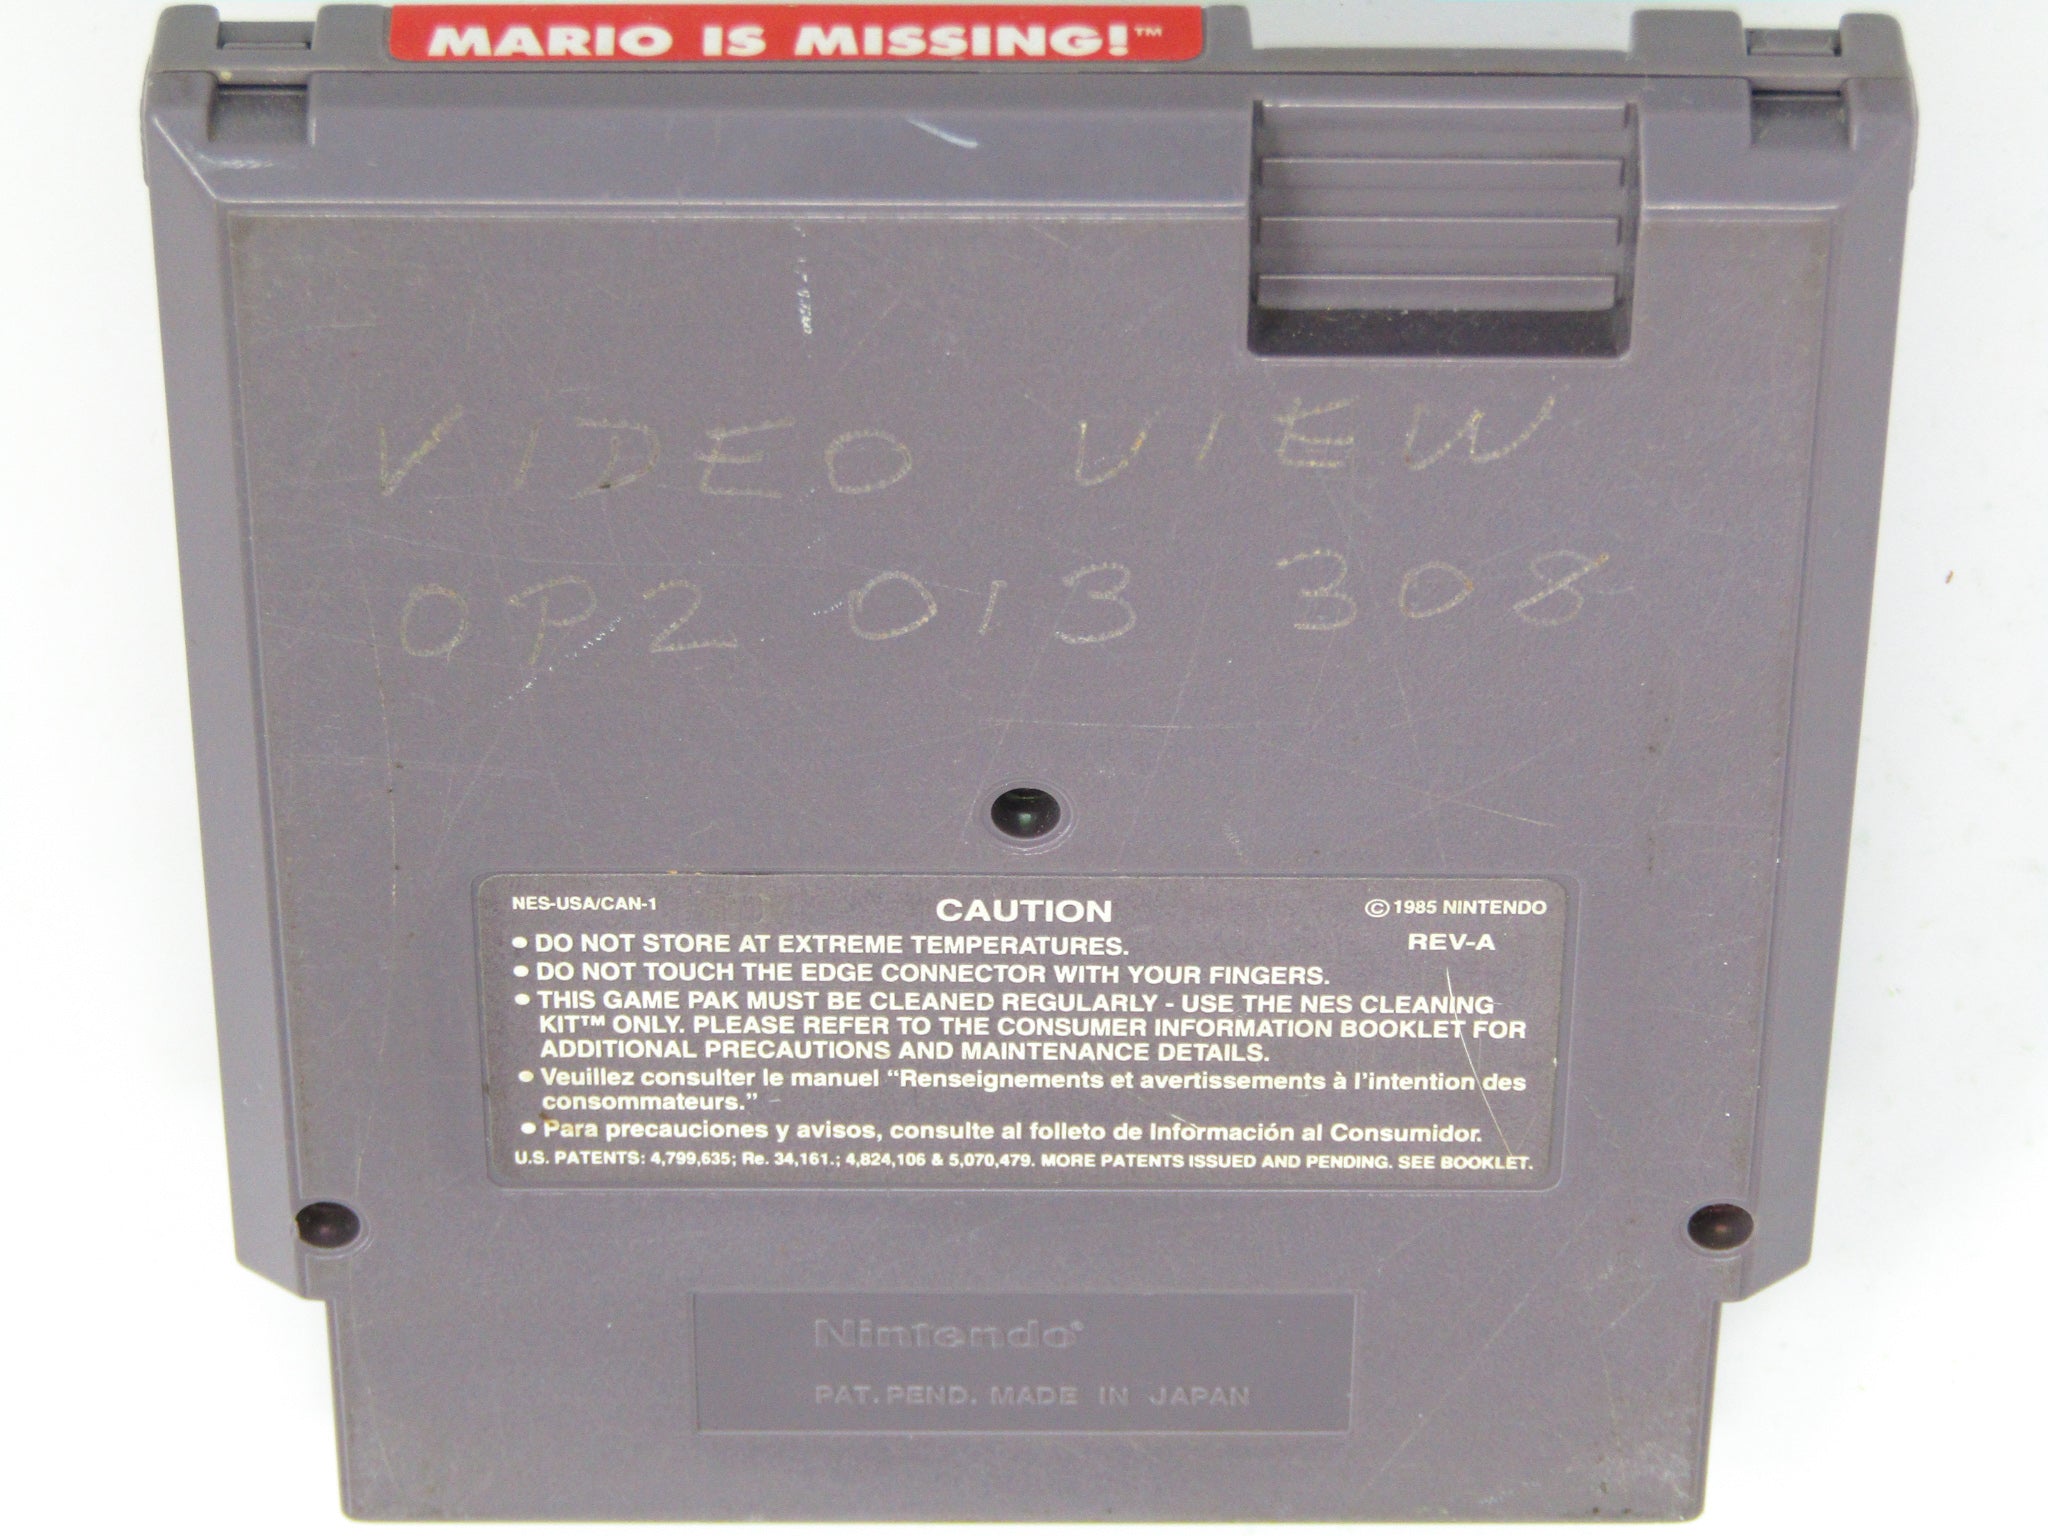 MARIO IS MISSING!™
VIDEO VIEW
OP2 013 308
NES-USA/CAN-1
CAUTION
© 1985 NINTENDO
REV-A
• DO NOT STORE AT EXTREME TEMPERATURES.
• DO NOT TOUCH THE EDGE CONNECTOR WITH YOUR FINGERS.
• THIS GAME PAK MUST BE CLEANED REGULARLY - USE THE NES CLEANING
KIT™ ONLY. PLEASE REFER TO THE CONSUMER INFORMATION BOOKLET FOR
ADDITIONAL PRECAUTIONS AND MAINTENANCE DETAILS.
• Veuillez consulter le manuel “Renseignements et avertissements à l’intention des
consommateurs.”
• Para precauciones y avisos, consulte al folleto de Información al Consumidor.
U.S. PATENTS: 4,799,635; Re. 34,161.; 4,824,106 & 5,070,479. MORE PATENTS ISSUED AND PENDING. SEE BOOKLET.
Nintendo®
PAT. PEND. MADE IN JAPAN